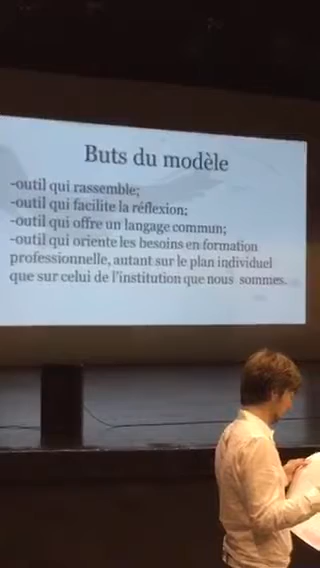 Buts du modèle
-outil qui rassemble;
-outil qui facilite la réflexion;
-outil qui offre un langage commun;
-outil qui oriente les besoins en formation
professionnelle, autant sur le plan individuel
que sur celui de l'institution que nous sommes.